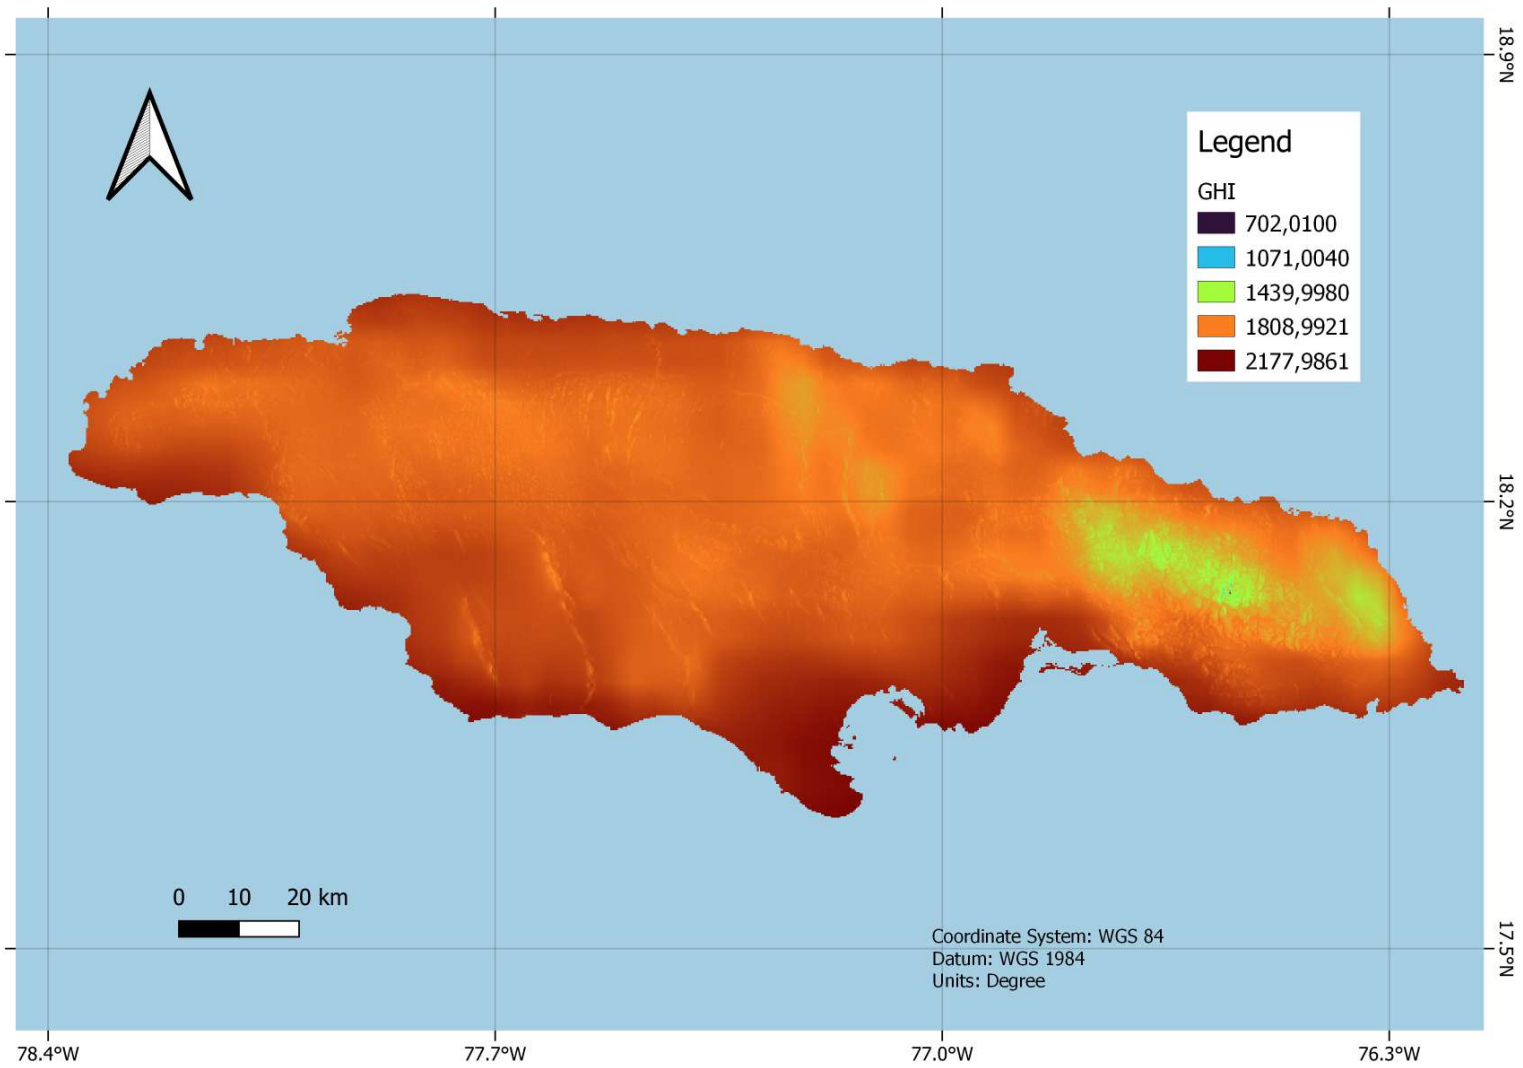 18.9°N
Legend
GHI
702,0100
1071,0040
1439,9980
1808,9921
2177,9861
18.2°N
0 10 20 km
Coordinate System: WGS 84
Datum: WGS 1984
Units: Degree
17.5°N
78.4°W 77.7°W 77.0°W 76.3°W